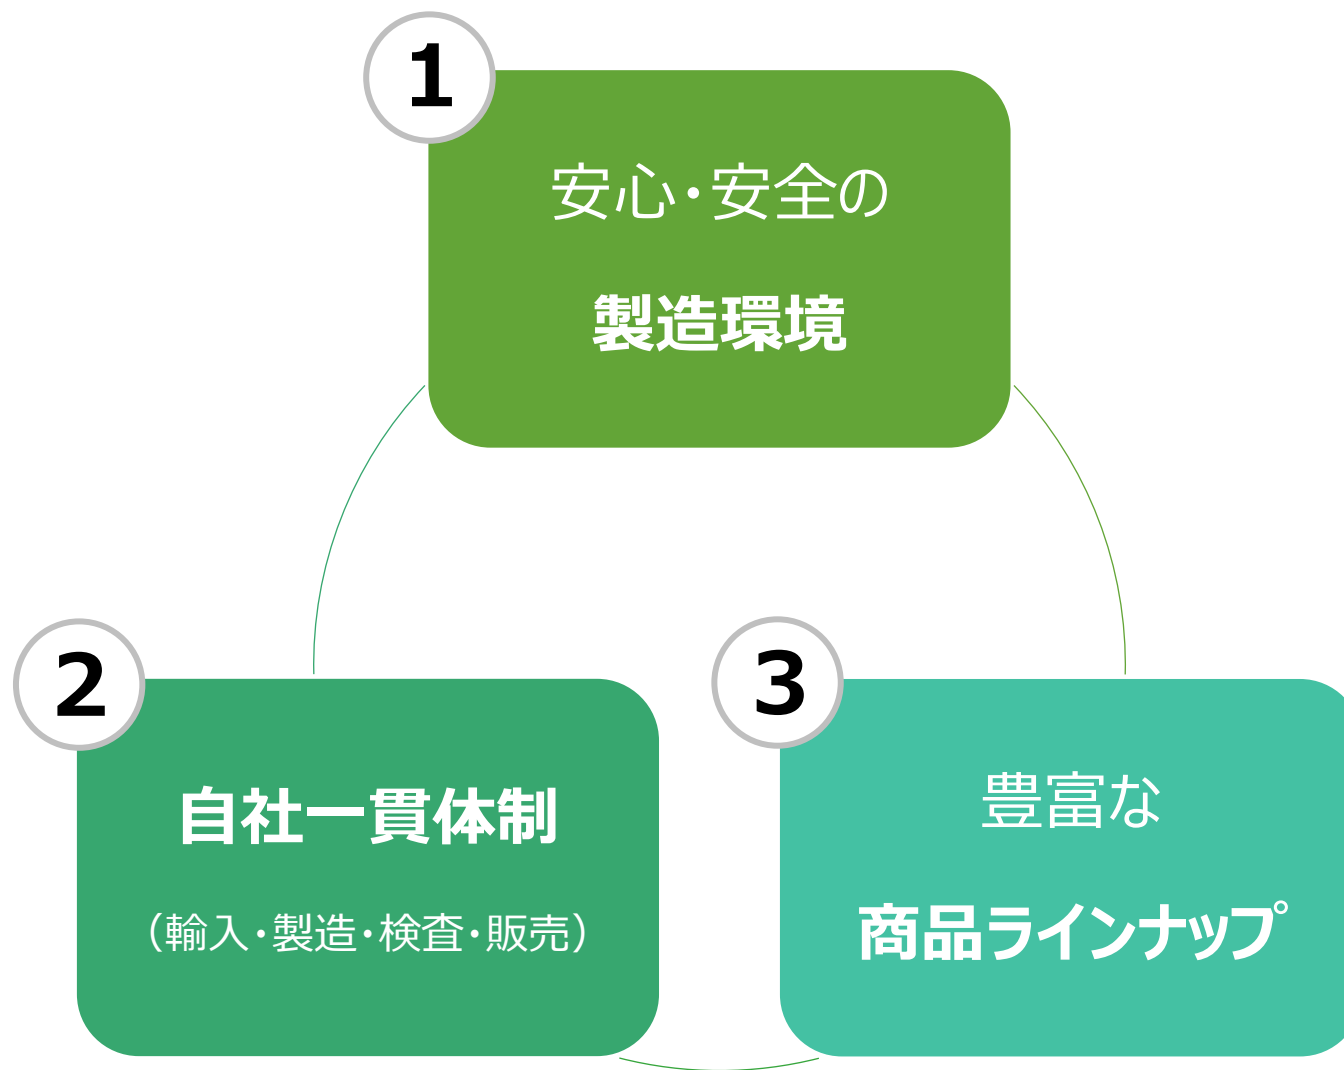 1
安心・安全の
製造環境
2
自社一貫体制
（輸入・製造・検査・販売）
3
豊富な
商品ラインナップ